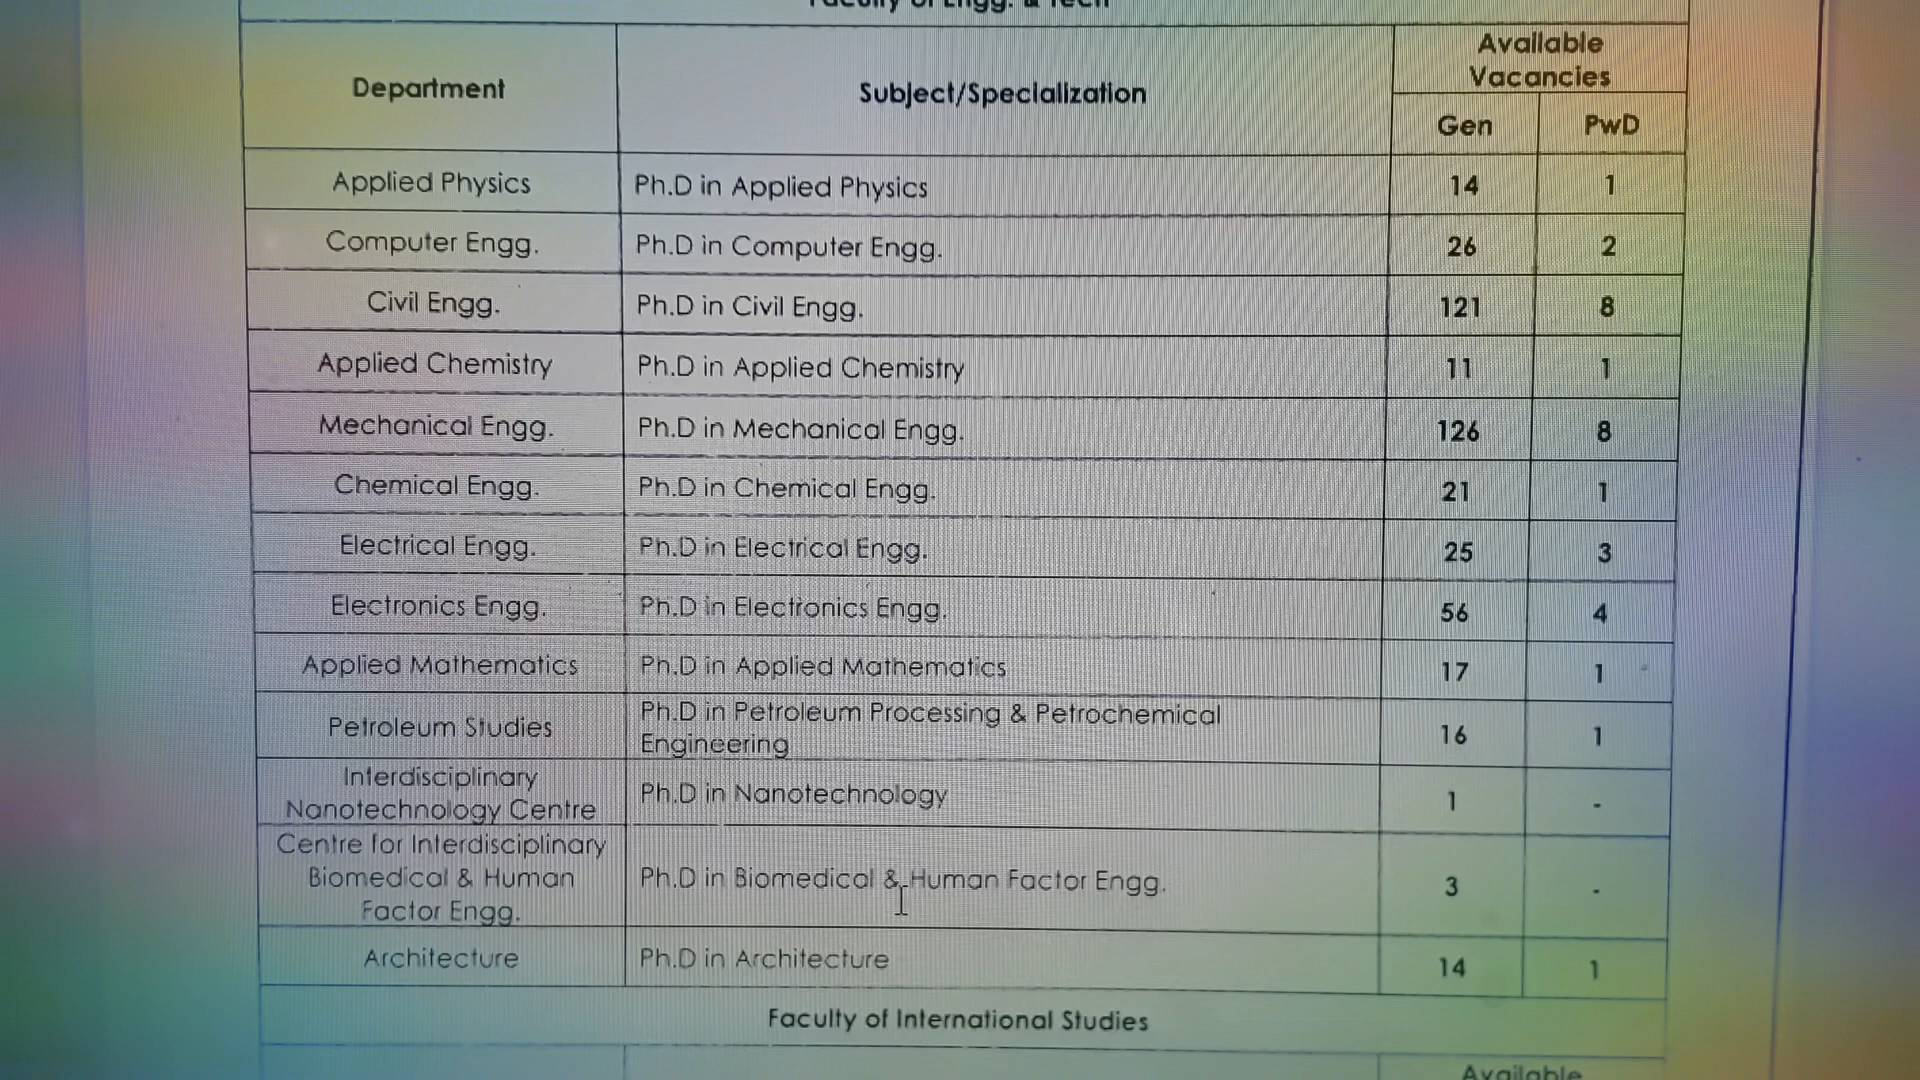 Faculty of Engg. & Tech
Department Subject/Specialization Available Vacancies
Gen PwD
Applied Physics Ph.D in Applied Physics 14 1
Computer Engg. Ph.D in Computer Engg. 26 2
Civil Engg. Ph.D in Civil Engg. 121 8
Applied Chemistry Ph.D in Applied Chemistry 11 1
Mechanical Engg. Ph.D in Mechanical Engg. 126 8
Chemical Engg. Ph.D in Chemical Engg. 21 1
Electrical Engg. Ph.D in Electrical Engg. 25 3
Electronics Engg. Ph.D in Electronics Engg. 56 4
Applied Mathematics Ph.D in Applied Mathematics 17 1
Petroleum Studies Ph.D in Petroleum Processing & Petrochemical
Engineering 16 1
Interdisciplinary
Nanotechnology Centre Ph.D in Nanotechnology 1 -
Centre for Interdisciplinary
Biomedical & Human
Factor Engg. Ph.D in Biomedical & Human Factor Engg. 3 -
Architecture Ph.D in Architecture 14 1
Faculty of International Studies
Available